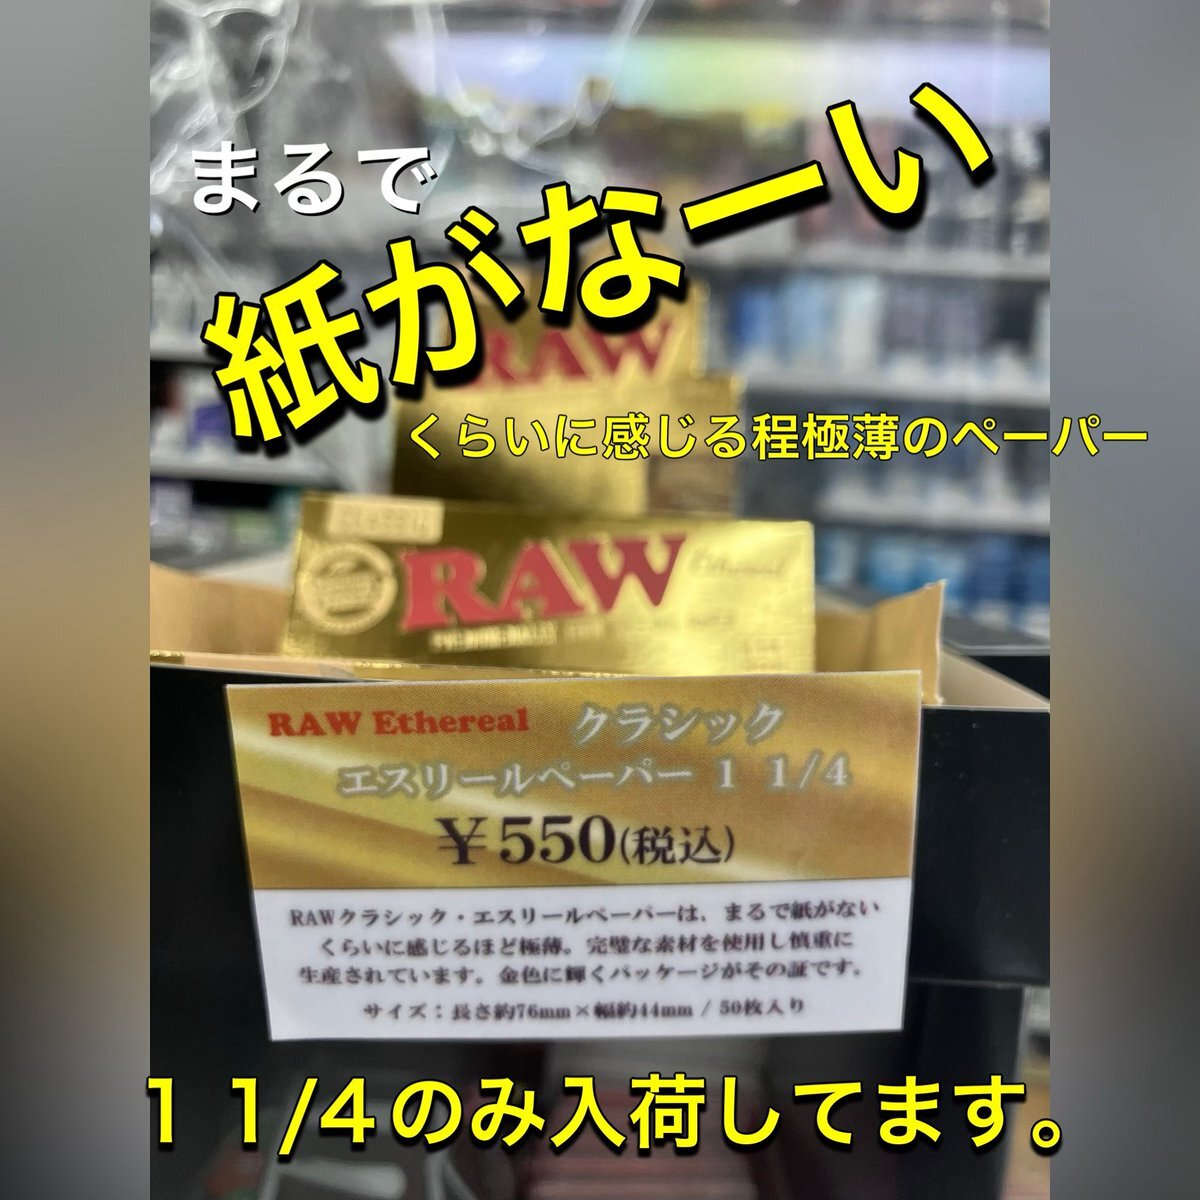 まるで
紙がなーい
RAW
くらいに感じる程極薄のペーパー
RAW Ethereal
RAW Ethereal クラシック
エスリールペーパー 1 1/4
￥550(税込)
RAWクラシック・エスリールペーパーは、まるで紙がない
くらいに感じるほど極薄。完璧な素材を使用し慎重に
生産されています。金色に輝くパッケージがその証です。
サイズ：長さ約76mm×幅約44mm / 50枚入り
1 1/4のみ入荷してます。